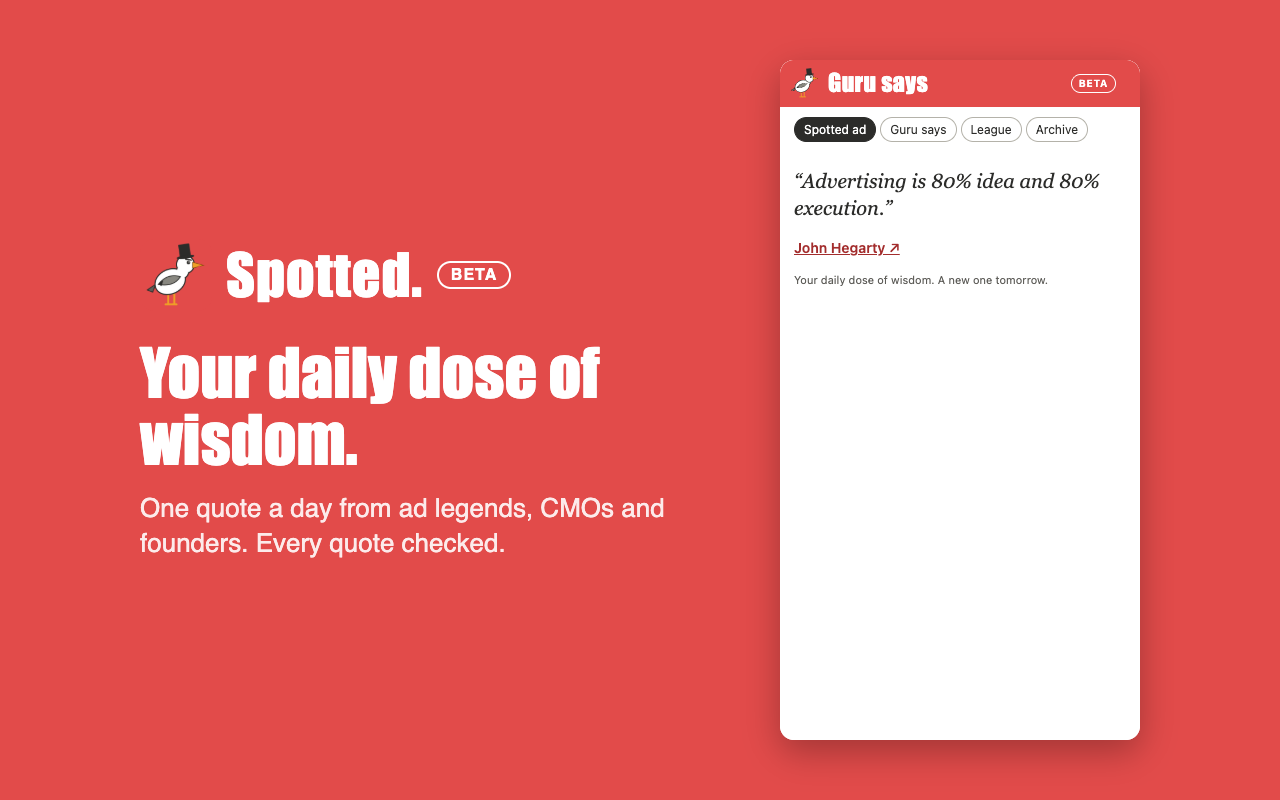 Spotted. BETA
Your daily dose of
wisdom.
One quote a day from ad legends, CMOs and
founders. Every quote checked.
Guru says BETA
Spotted ad Guru says League Archive
“Advertising is 80% idea and 80%
execution.”
John Hegarty ↗
Your daily dose of wisdom. A new one tomorrow.